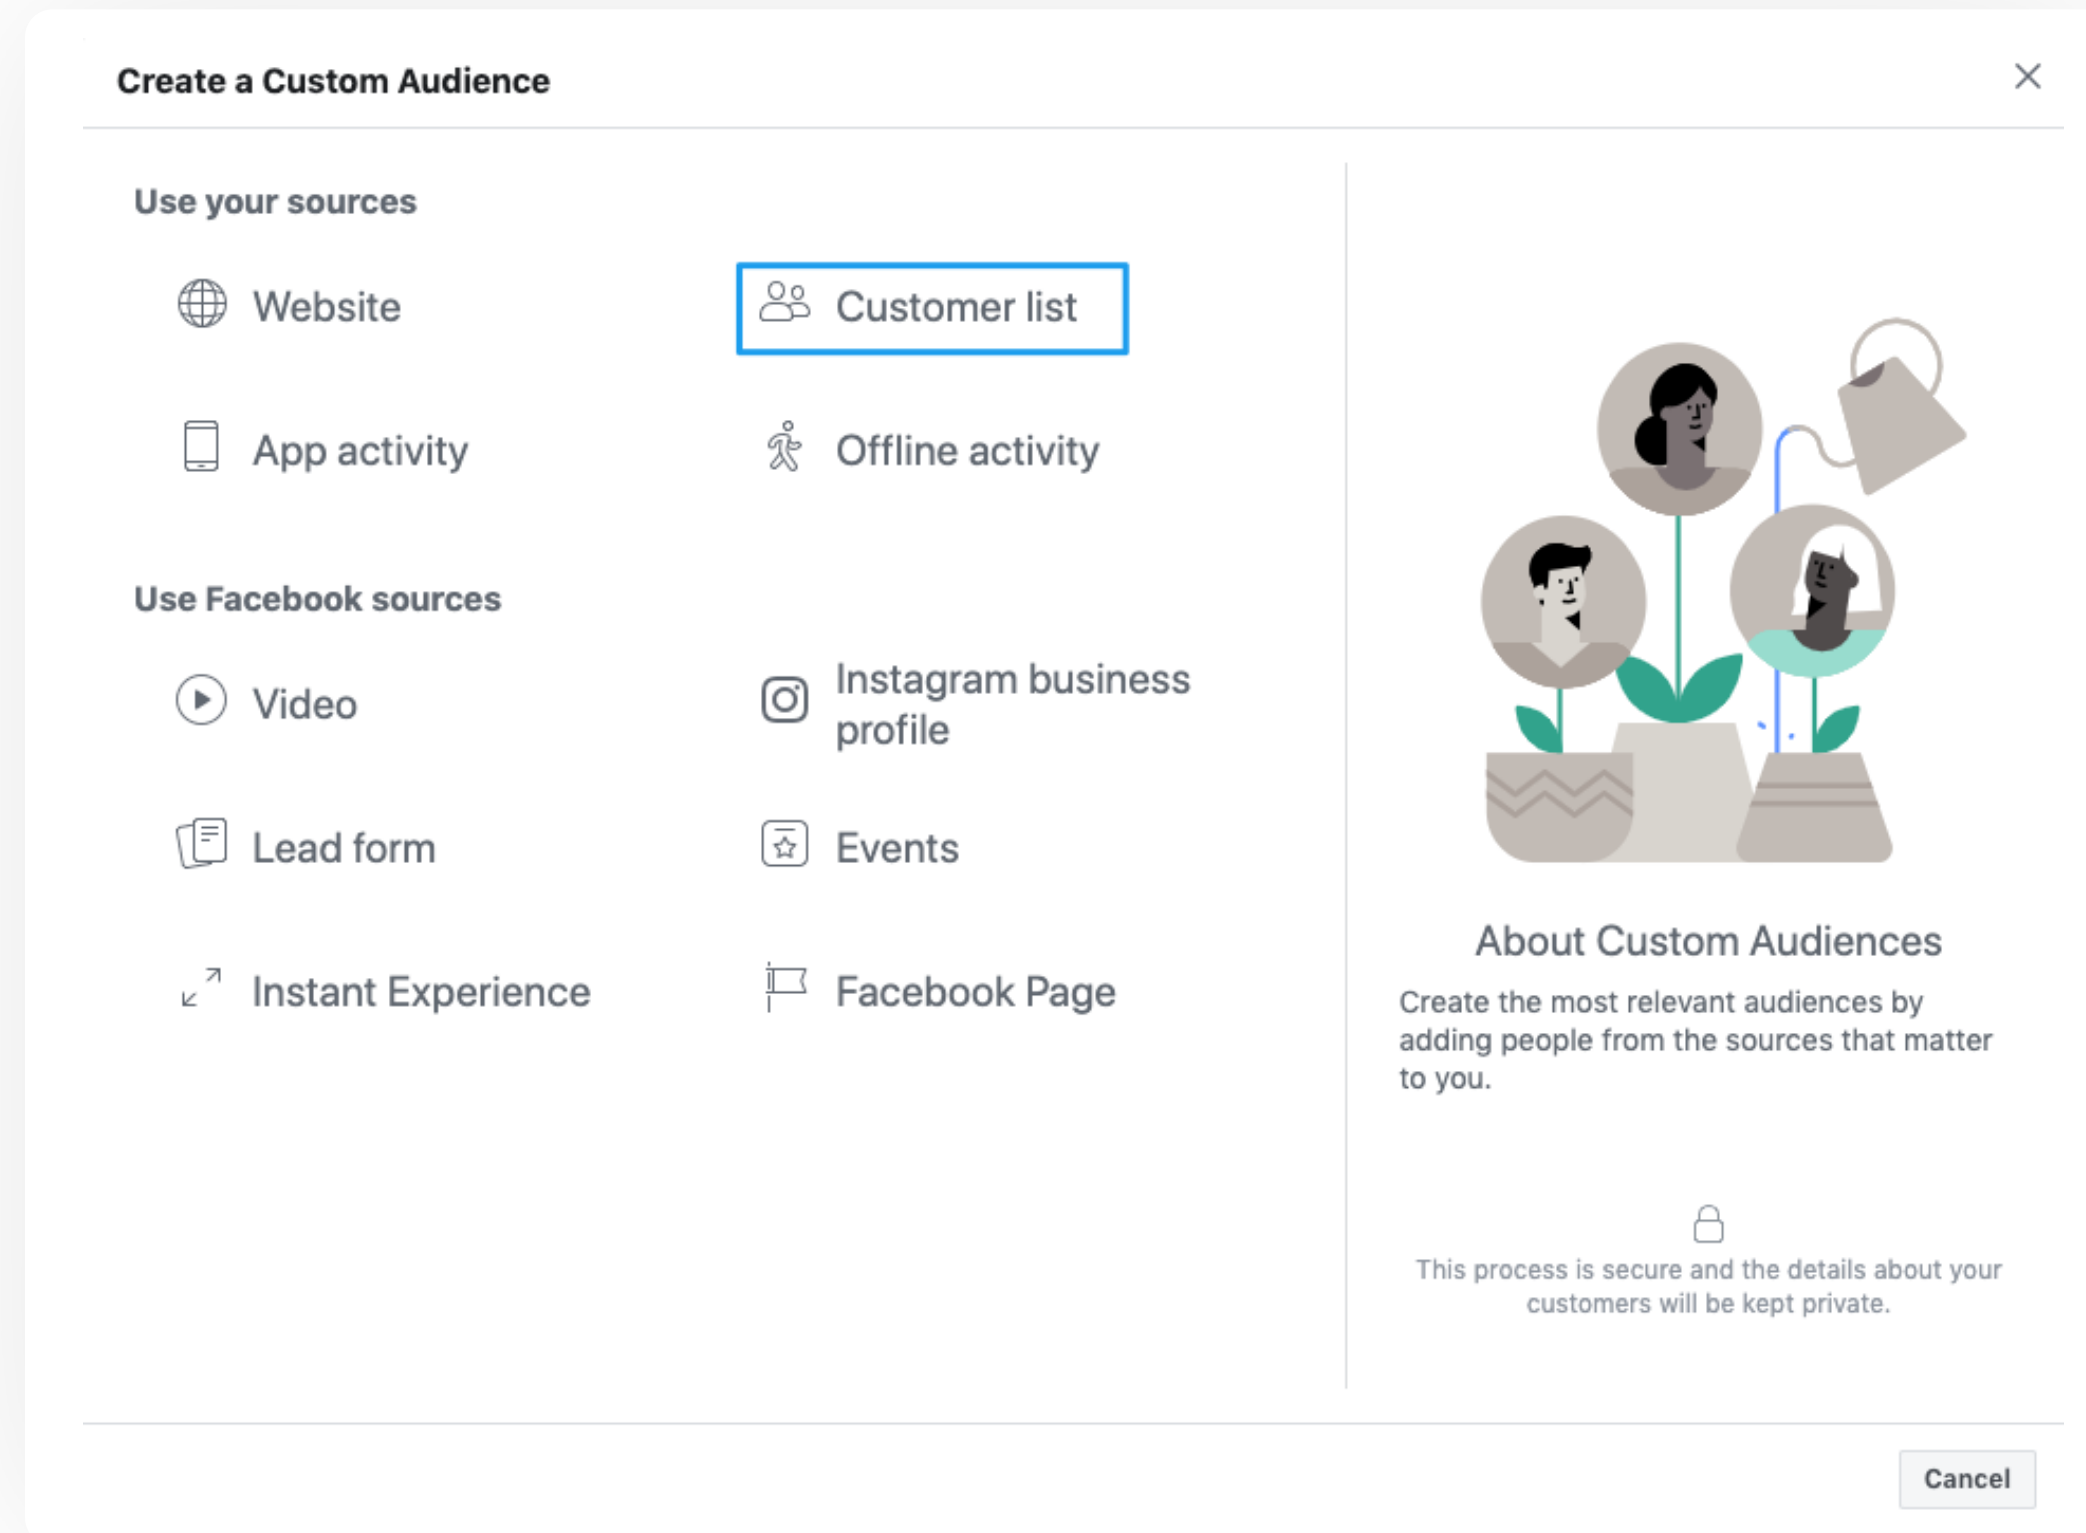 Create a Custom Audience
Use your sources
Website
Customer list
App activity
Offline activity
Use Facebook sources
Video
Instagram business
profile
Lead form
Events
Instant Experience
Facebook Page
About Custom Audiences
Create the most relevant audiences by
adding people from the sources that matter
to you.
This process is secure and the details about your
customers will be kept private.
Cancel